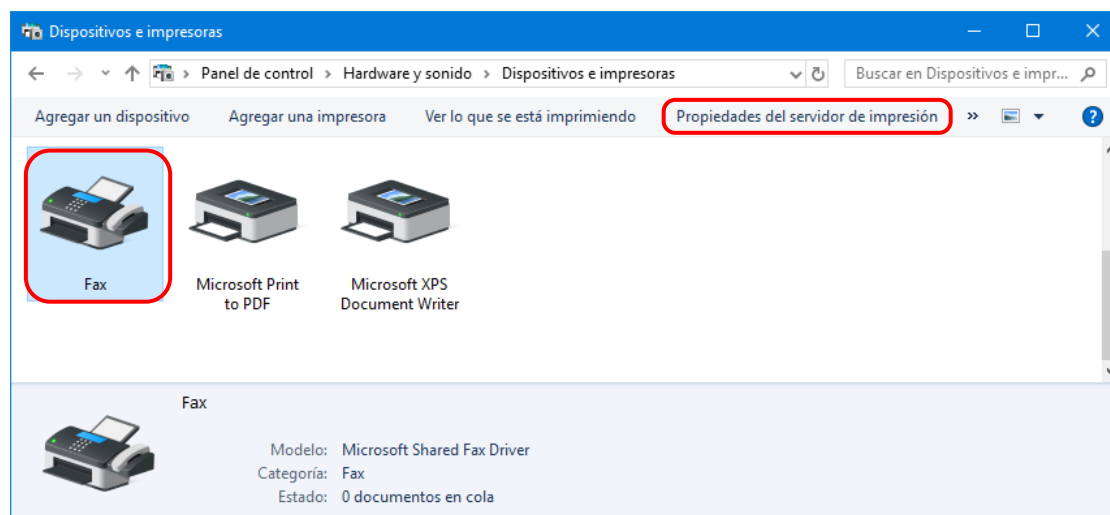 Dispositivos e impresoras
Panel de control > Hardware y sonido > Dispositivos e impresoras
Buscar en Dispositivos e impr...
Agregar un dispositivo Agregar una impresora Ver lo que se está imprimiendo Propiedades del servidor de impresión »
Fax
Microsoft Print
to PDF
Microsoft XPS
Document Writer
Fax
Modelo: Microsoft Shared Fax Driver
Categoría: Fax
Estado: 0 documentos en cola